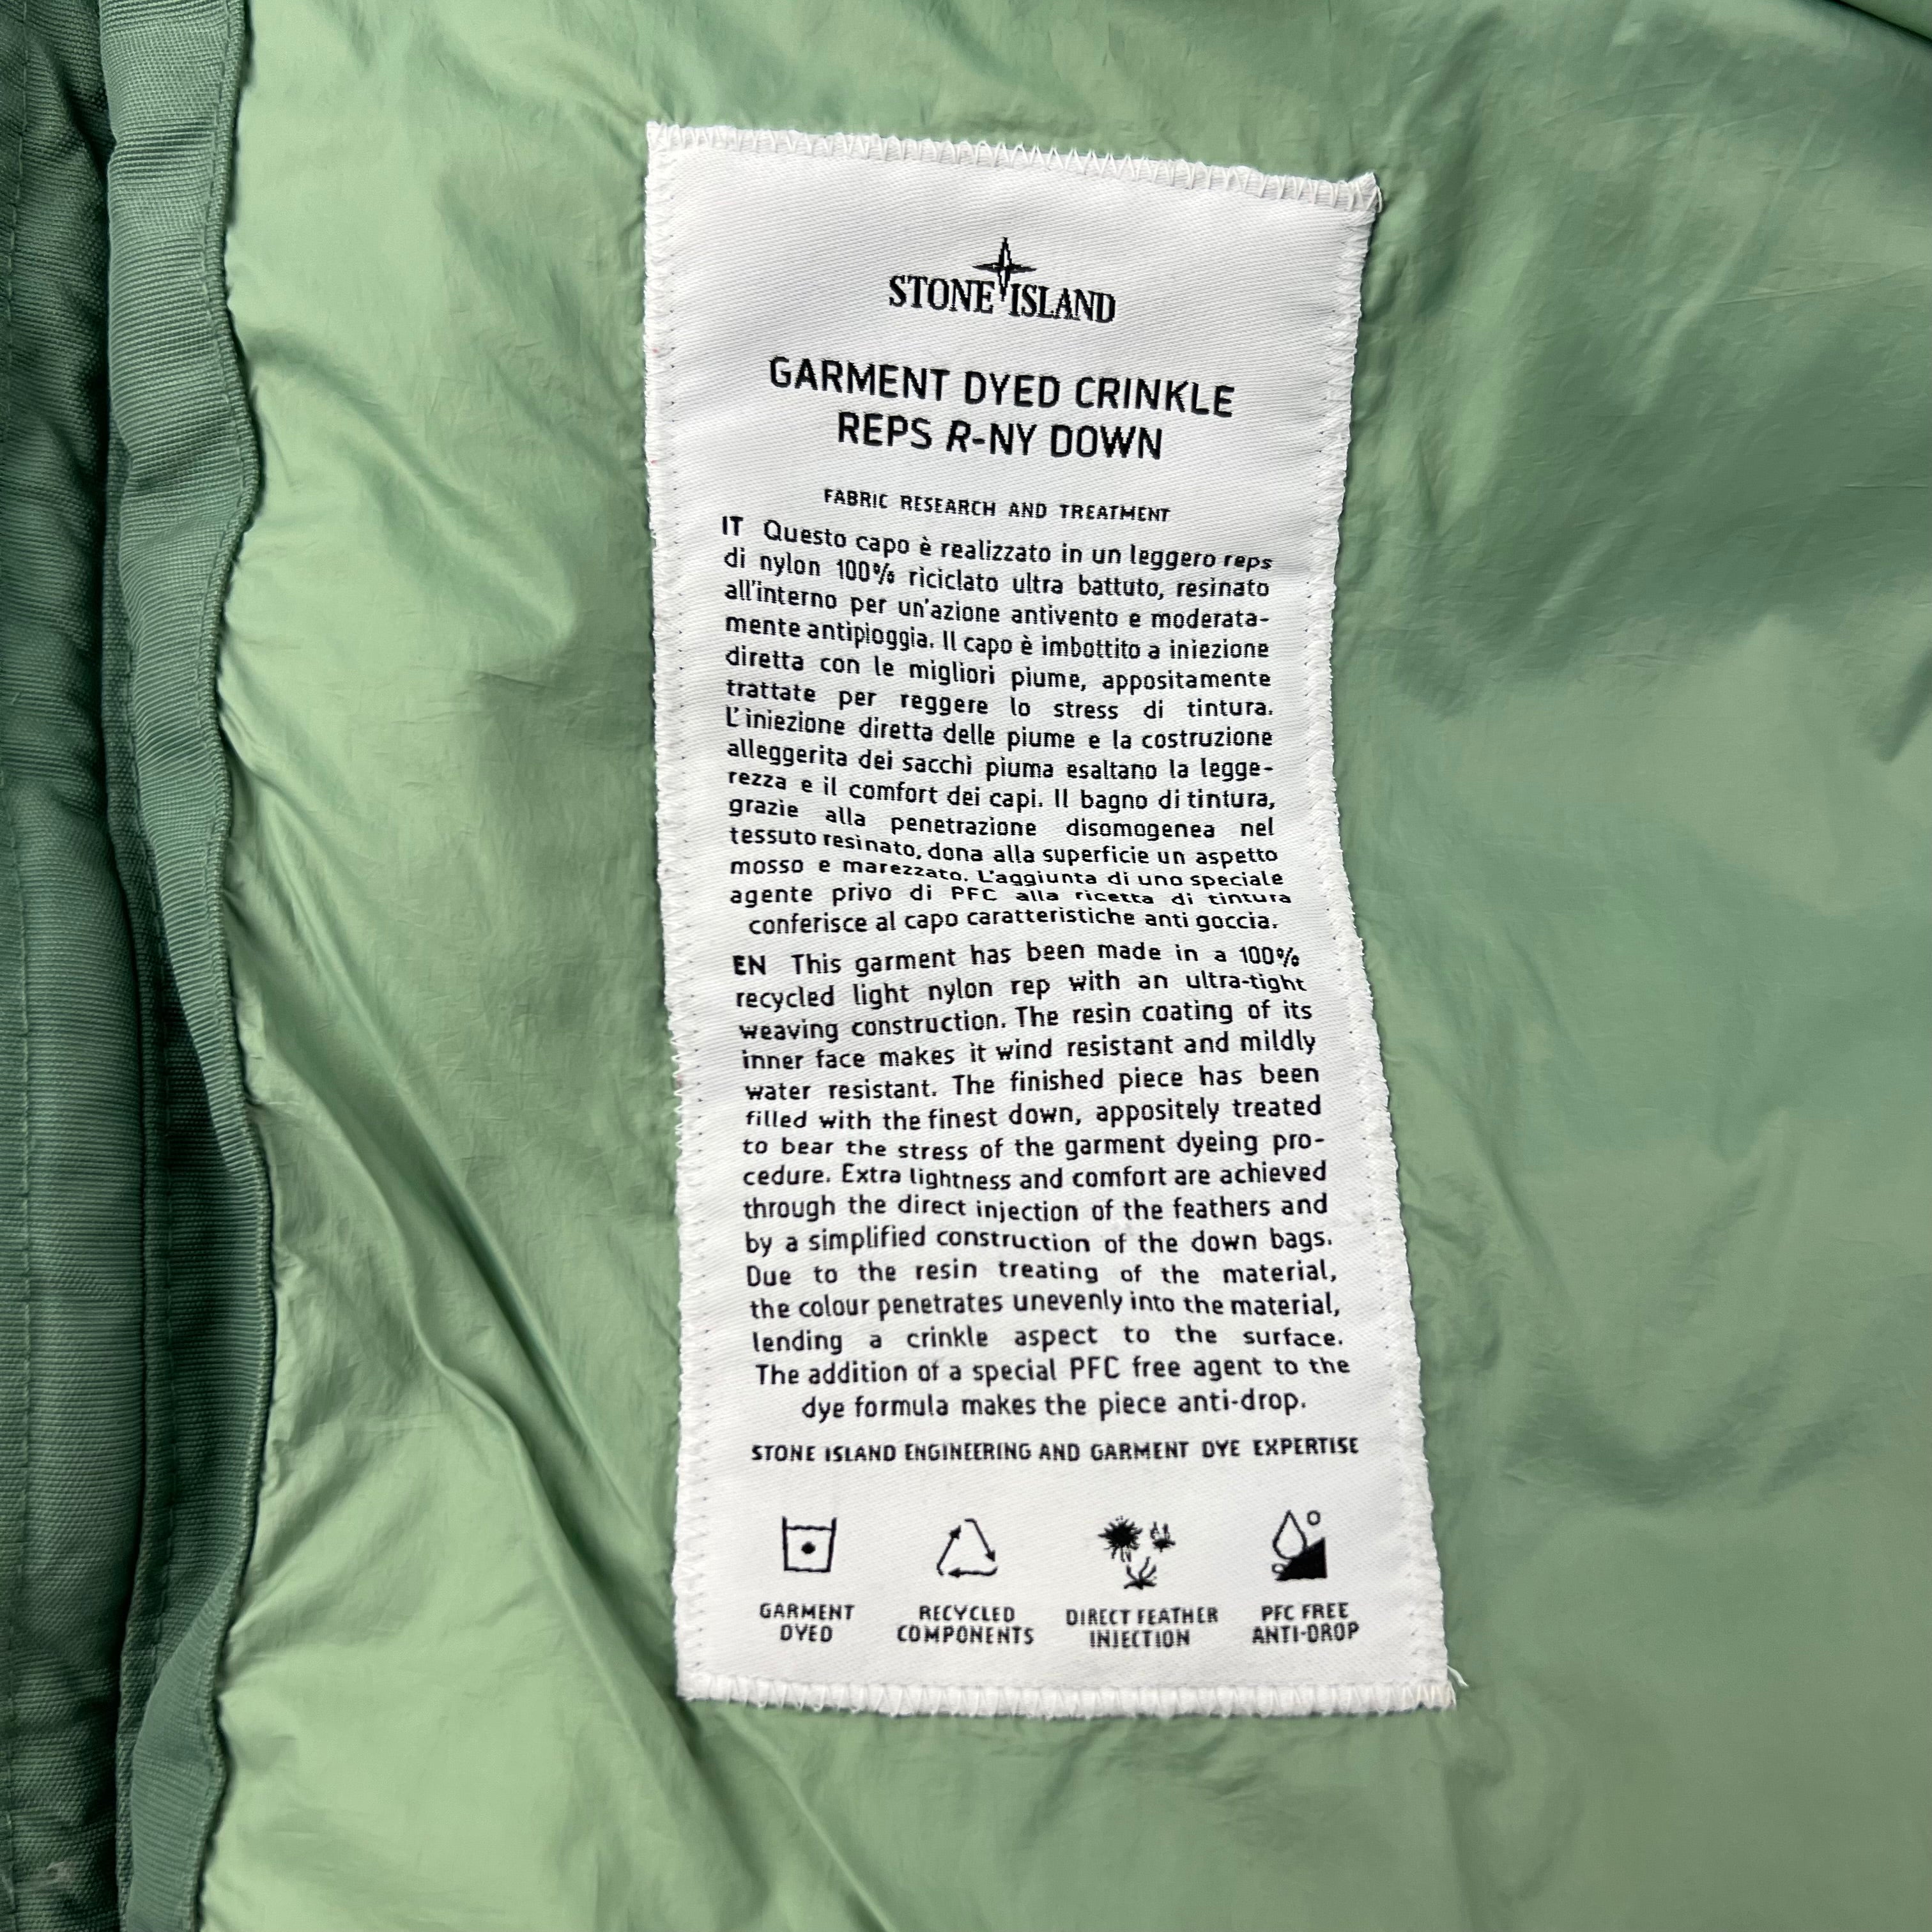 STONE ISLAND
GARMENT DYED CRINKLE
REPS R-NY DOWN
FABRIC RESEARCH AND TREATMENT
IT Questo capo è realizzato in un leggero reps
di nylon 100% riciclato ultra battuto, resinato
all'interno per un'azione antivento e moderata-
mente antipioggia. Il capo è imbottito a iniezione
diretta con le migliori piume, appositamente
trattate per reggere lo stress di tintura.
L'iniezione diretta delle piume e la costruzione
alleggerita dei sacchi piuma esaltano la legge-
rezza e il comfort dei capi. Il bagno di tintura,
grazie alla penetrazione disomogenea nel
tessuto resinato, dona alla superficie un aspetto
mosso e marezzato. L'aggiunta di uno speciale
agente privo di PFC alla ricetta di tintura
conferisce al capo caratteristiche anti goccia.
EN This garment has been made in a 100%
recycled light nylon rep with an ultra-tight
weaving construction. The resin coating of its
inner face makes it wind resistant and mildly
water resistant. The finished piece has been
filled with the finest down, appositely treated
to bear the stress of the garment dyeing pro-
cedure. Extra lightness and comfort are achieved
through the direct injection of the feathers and
by a simplified construction of the down bags.
Due to the resin treating of the material,
the colour penetrates unevenly into the material,
lending a crinkle aspect to the surface.
The addition of a special PFC free agent to the
dye formula makes the piece anti-drop.
STONE ISLAND ENGINEERING AND GARMENT DYE EXPERTISE
GARMENT DYED
RECYCLED COMPONENTS
DIRECT FEATHER INJECTION
PFC FREE ANTI-DROP